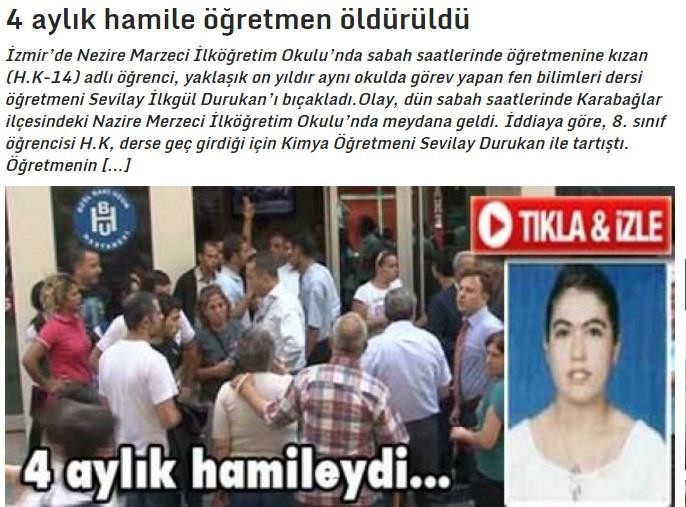 4 aylık hamile öğretmen öldürüldü
İzmir’de Nezire Marzeci İlköğretim Okulu’nda sabah saatlerinde öğretmenine kızan
(H.K-14) adlı öğrenci, yaklaşık on yıldır aynı okulda görev yapan fen bilimleri dersi
öğretmeni Sevilay İlkgül Durukan’ı bıçakladı.Olay, dün sabah saatlerinde Karabağlar
ilçesindeki Nazire Merzeci İlköğretim Okulu’nda meydana geldi. İddiaya göre, 8. sınıf
öğrencisi H.K, derse geç girdiği için Kimya Öğretmeni Sevilay Durukan ile tartıştı.
Öğretmenin [...]
BHU
TIKLA & İZLE
4 aylık hamileydi...